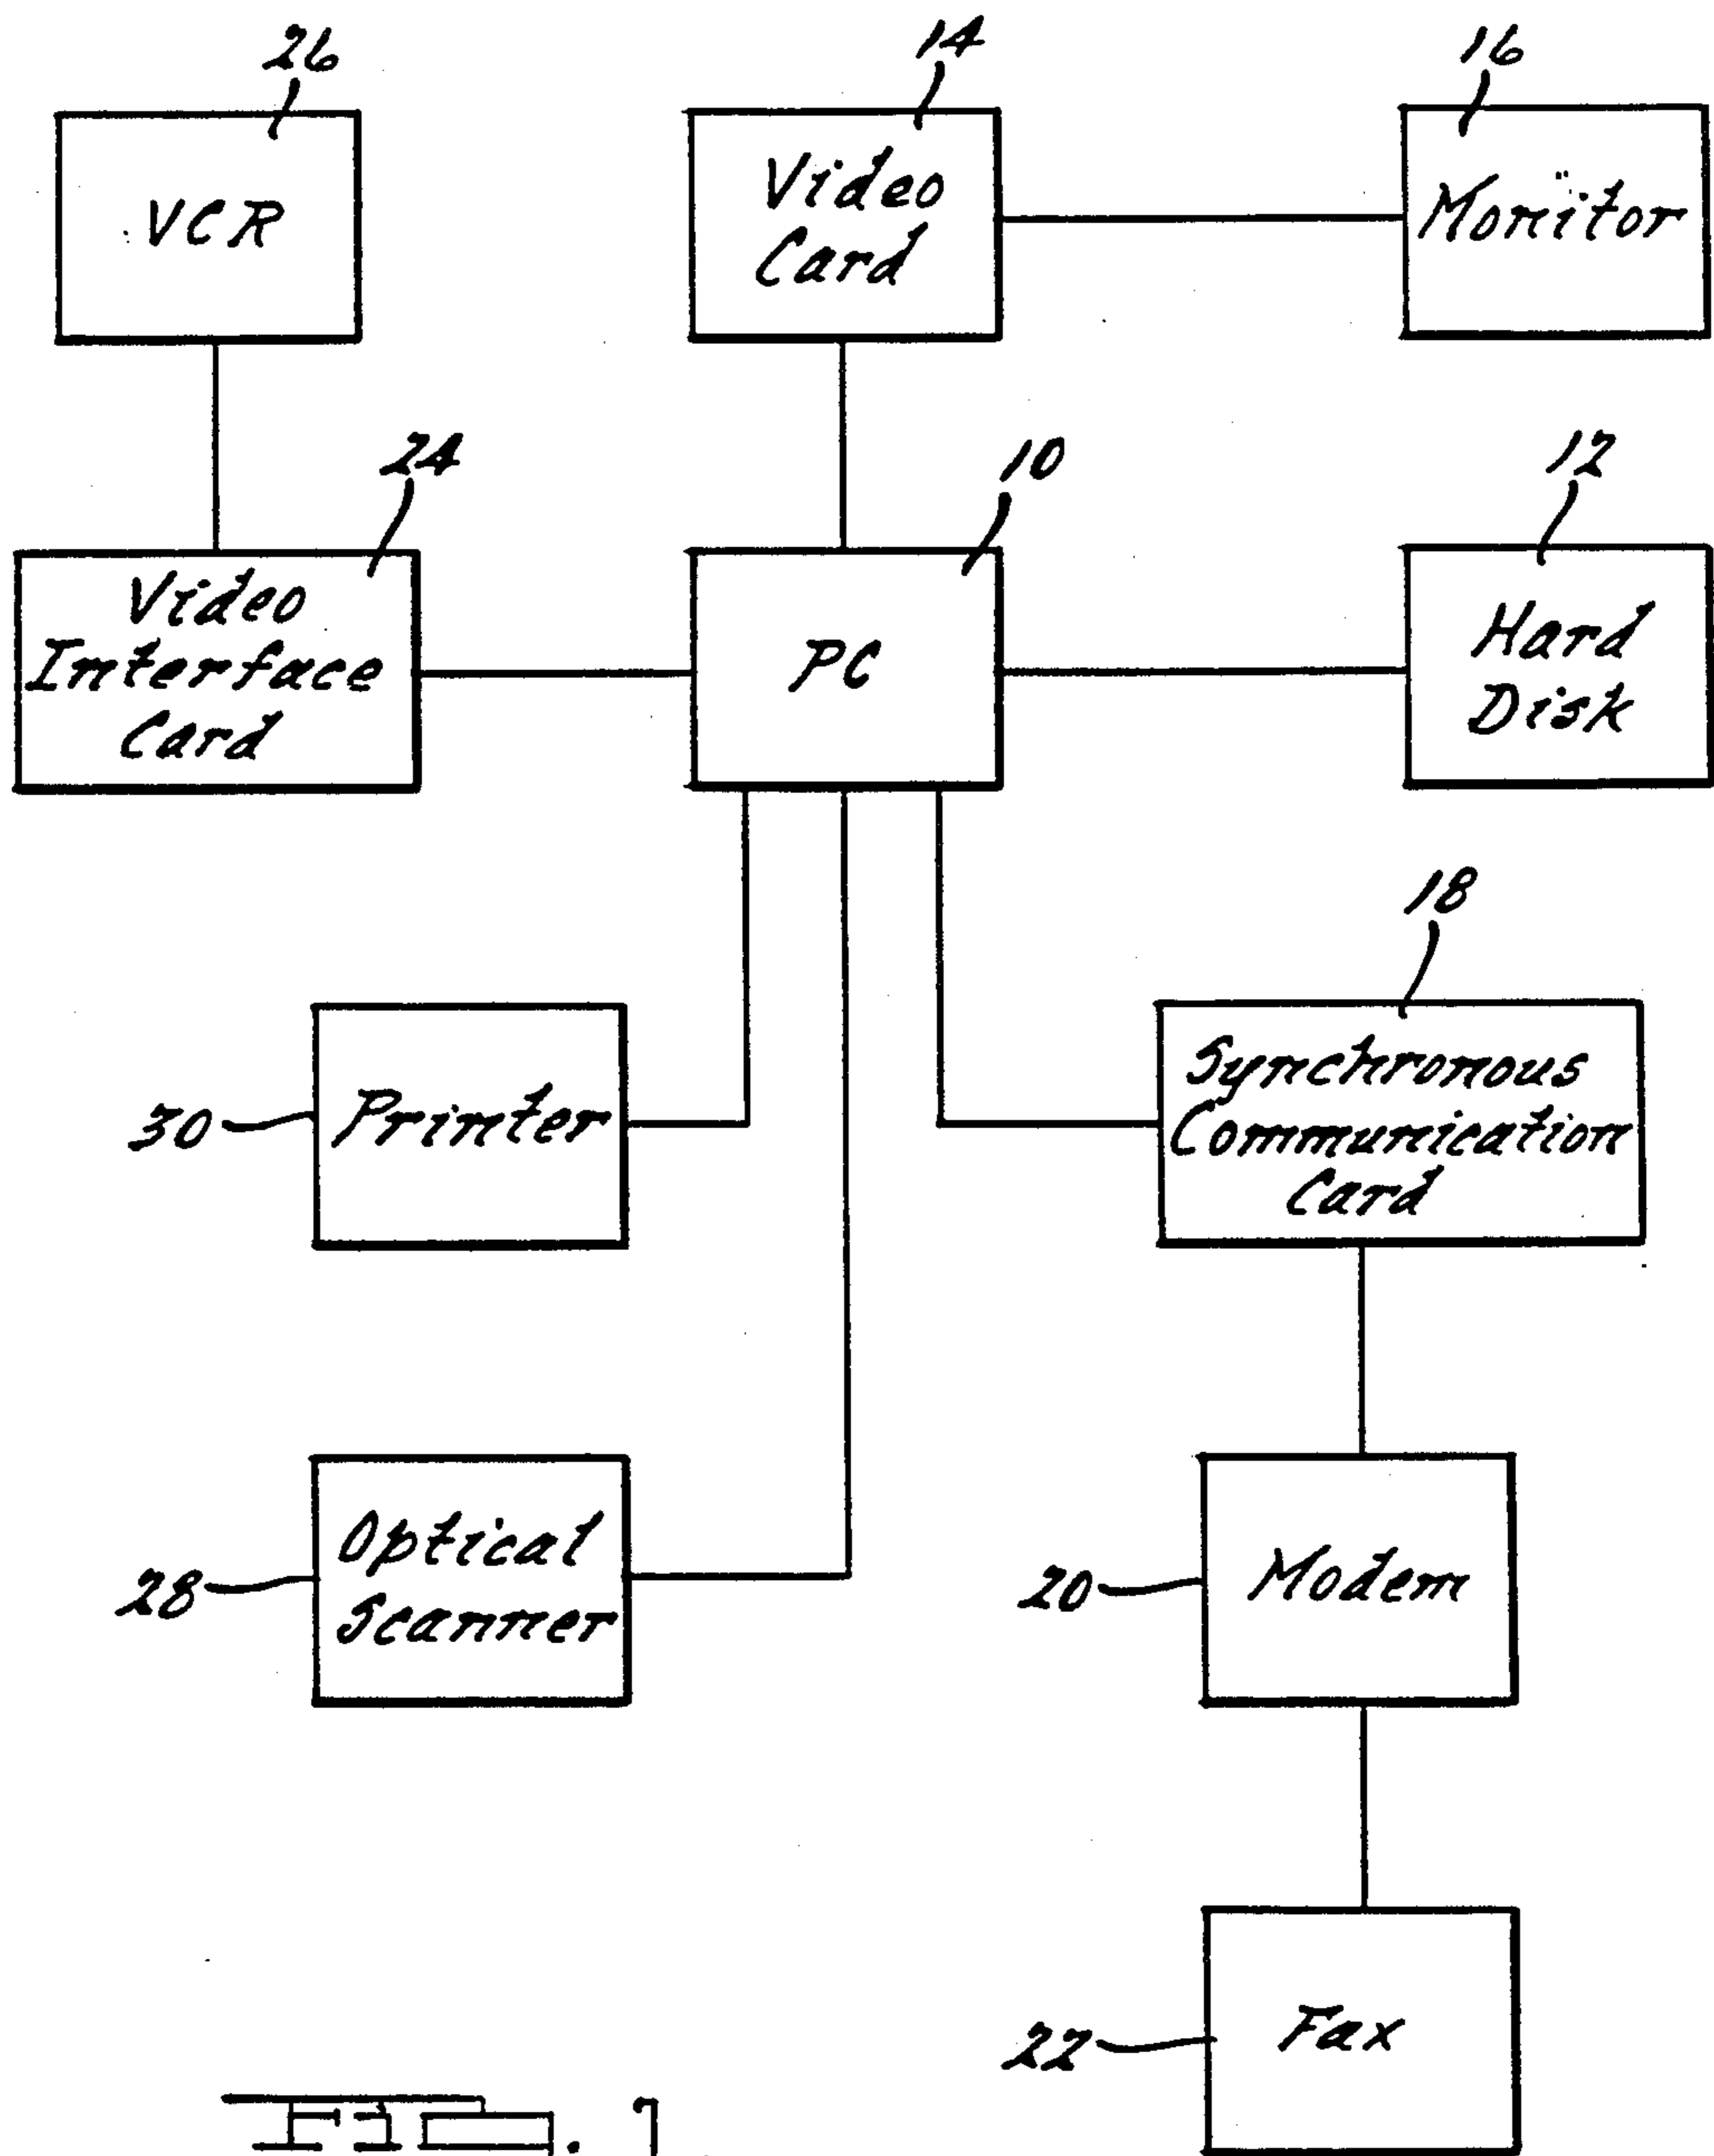 26
14
16
VCR
Video
Card
Monitor
24
10
12
Video
Interface
Card
PC
Hard
Disk
18
30
Printer
Synchronous
Communication
Card
28
Optical
Scanner
20
Modem
22
Fax
FIG. 1